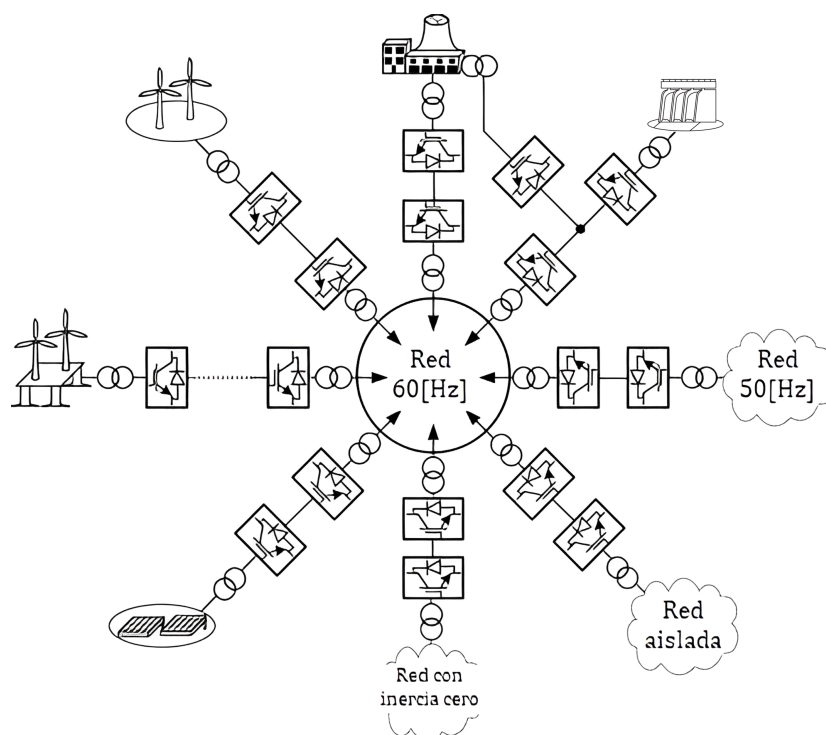 Red
60[Hz]
Red
50[Hz]
Red
aislada
Red con
inercia cero